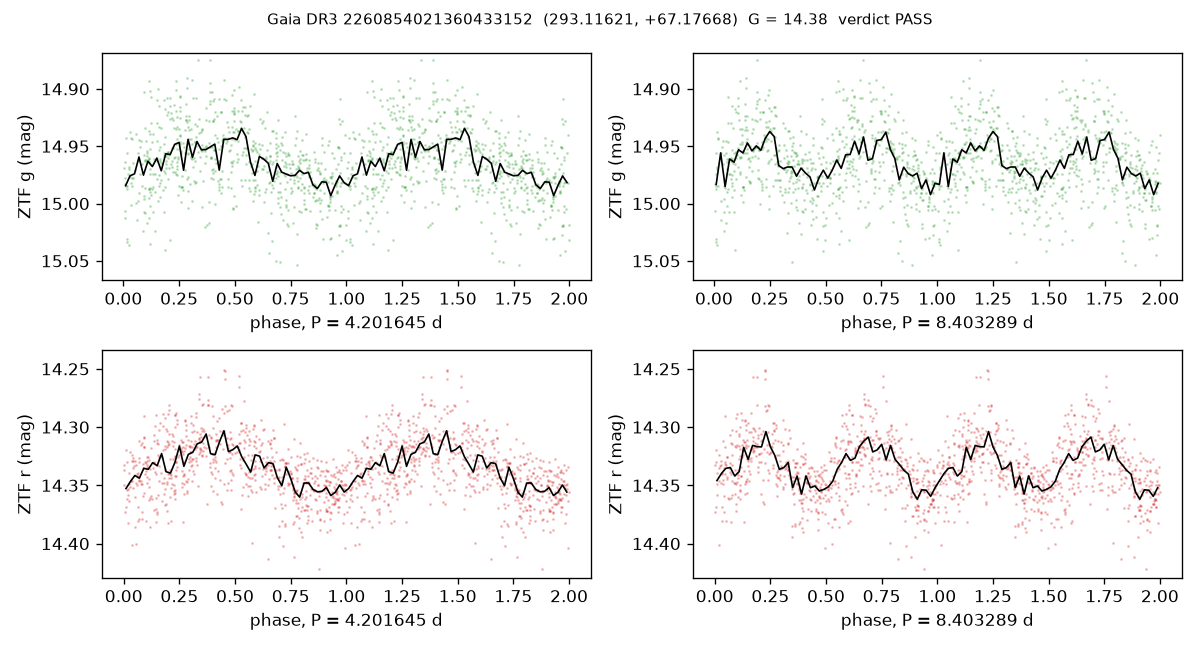 Gaia DR3 2260854021360433152 (293.11621, +67.17668) G = 14.38 verdict PASS
ZTF g (mag)
14.90
14.95
15.00
15.05
0.00 0.25 0.50 0.75 1.00 1.25 1.50 1.75 2.00
phase, P = 4.201645 d
ZTF g (mag)
14.90
14.95
15.00
15.05
0.00 0.25 0.50 0.75 1.00 1.25 1.50 1.75 2.00
phase, P = 8.403289 d
ZTF r (mag)
14.25
14.30
14.35
14.40
0.00 0.25 0.50 0.75 1.00 1.25 1.50 1.75 2.00
phase, P = 4.201645 d
ZTF r (mag)
14.25
14.30
14.35
14.40
0.00 0.25 0.50 0.75 1.00 1.25 1.50 1.75 2.00
phase, P = 8.403289 d